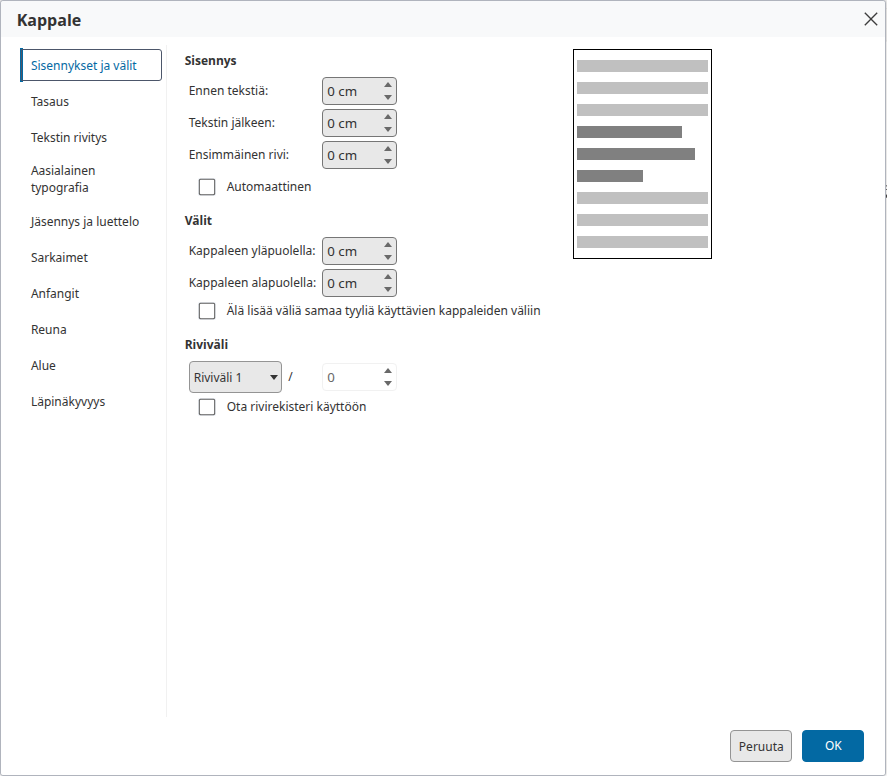 Kappale
Sisennykset ja välit
Tasaus
Tekstin rivitys
Aasialainen
typografia
Jäsennys ja luettelo
Sarkaimet
Anfangit
Reuna
Alue
Läpinäkyvyys
Sisennys
Ennen tekstiä: 0 cm
Tekstin jälkeen: 0 cm
Ensimmäinen rivi: 0 cm
Automaattinen
Välit
Kappaleen yläpuolella: 0 cm
Kappaleen alapuolella: 0 cm
Älä lisää väliä samaa tyyliä käyttävien kappaleiden väliin
Riviväli
Riviväli 1 / 0
Ota rivirekisteri käyttöön
Peruuta OK